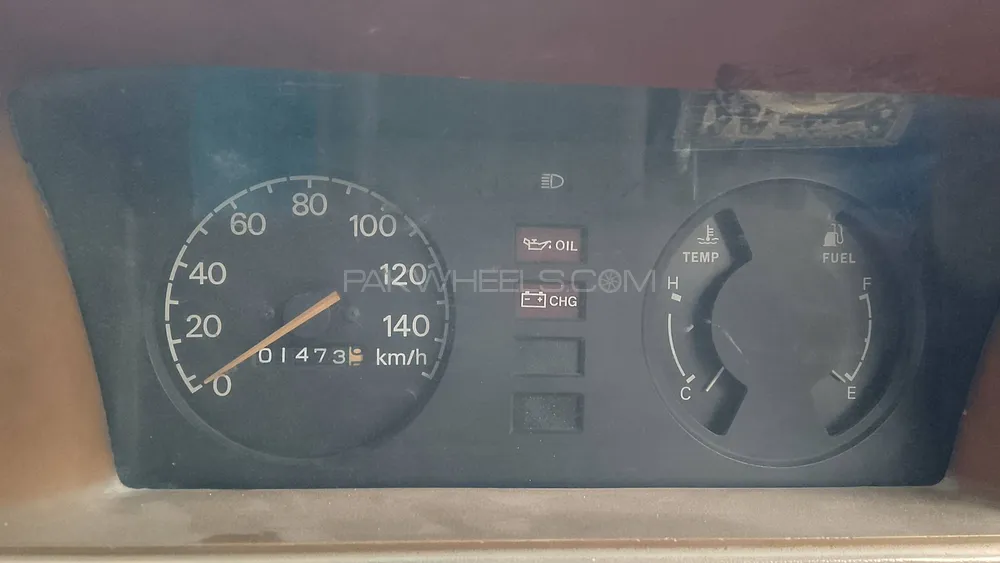 0
20
40
60
80
100
120
140
km/h
01473
OIL
CHG
TEMP
FUEL
H
C
F
E
PAKWHEELS.COM